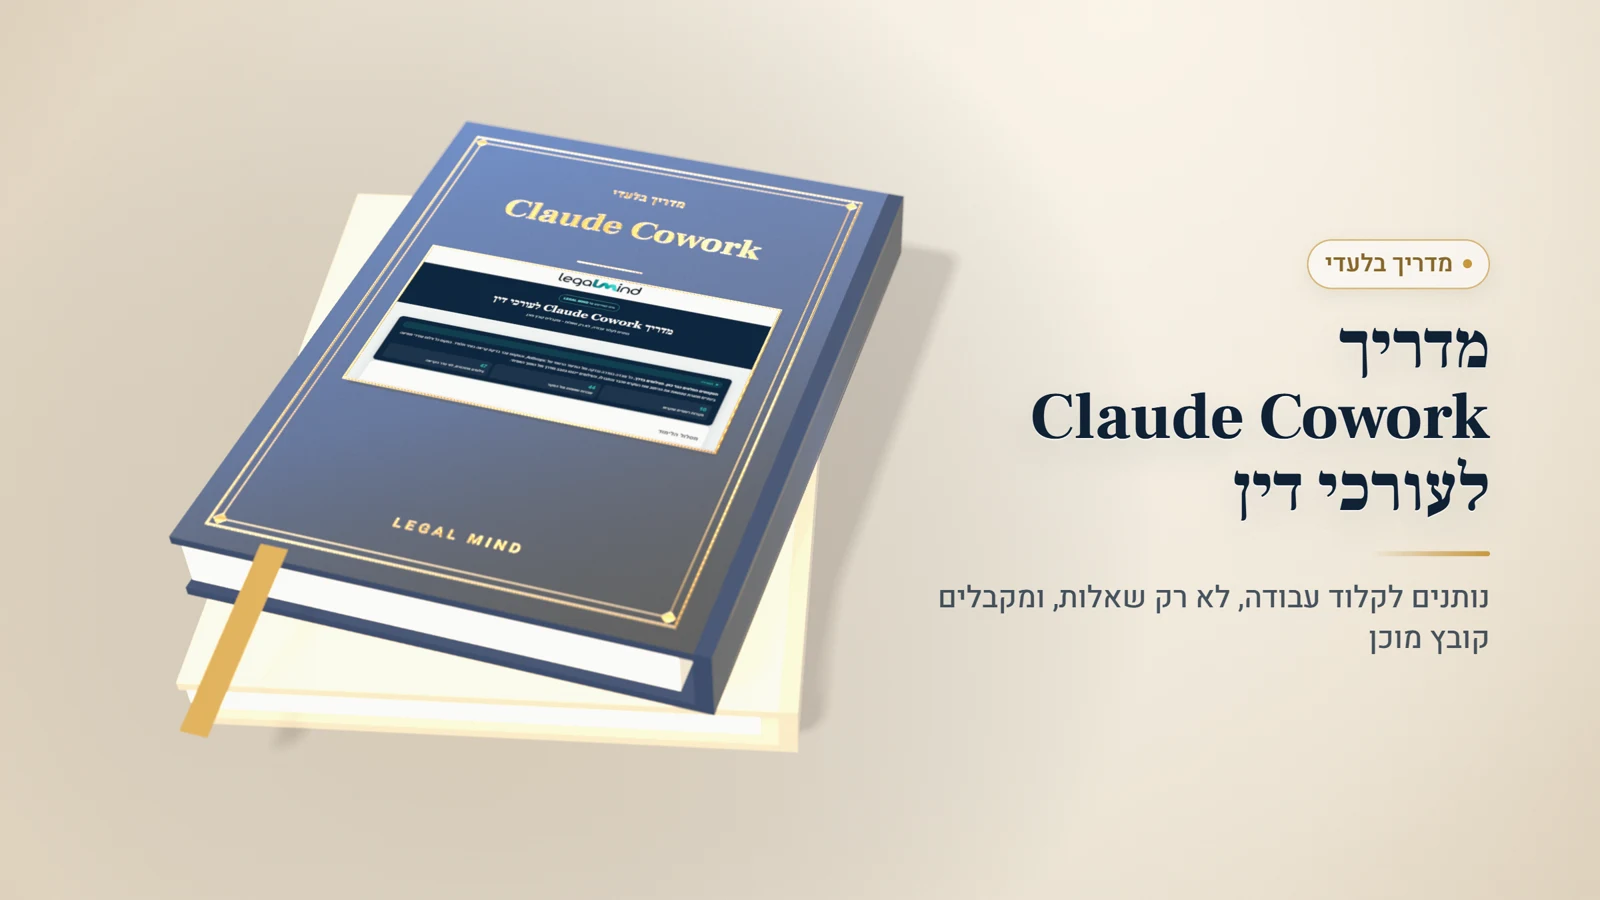 מדריך בלעדי
מדריך
Claude Cowork
לעורכי דין
נותנים לקלוד עבודה, לא רק שאלות, ומקבלים
קובץ מוכן
מדריך בלעדי
Claude Cowork
legalmind
מדריך Claude Cowork לעורכי דין
LEGAL MIND